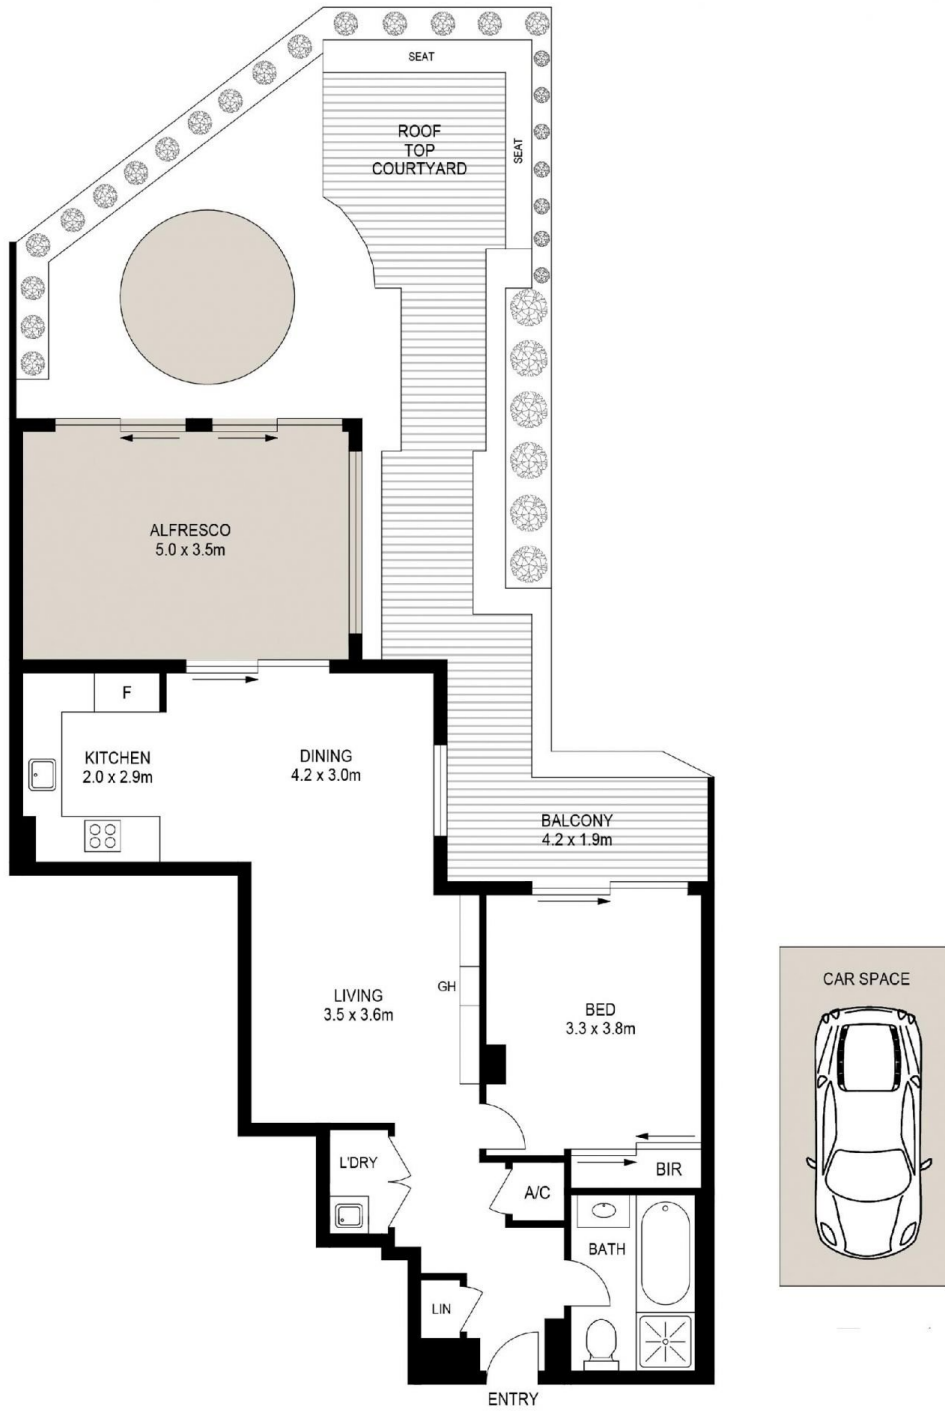 SEAT
ROOF
TOP
COURTYARD
SEAT
ALFRESCO
5.0 x 3.5m
F
KITCHEN
2.0 x 2.9m
DINING
4.2 x 3.0m
BALCONY
4.2 x 1.9m
LIVING
3.5 x 3.6m
GH
BED
3.3 x 3.8m
CAR SPACE
L'DRY
A/C
BIR
BATH
LIN
ENTRY